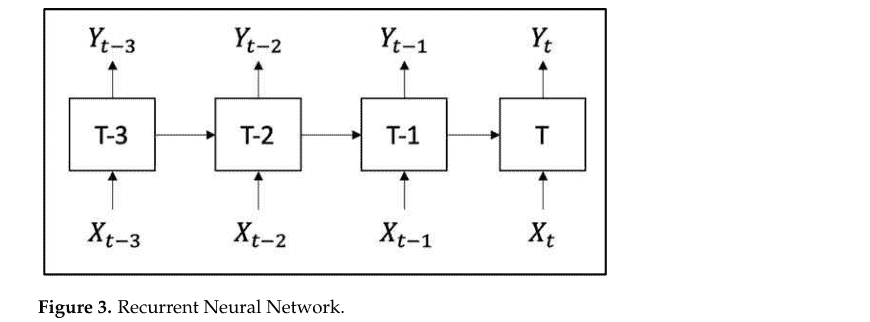 Y_{t−3} Y_{t−2} Y_{t−1} Y_t
T-3 T-2 T-1 T
X_{t−3} X_{t−2} X_{t−1} X_t
Figure 3. Recurrent Neural Network.